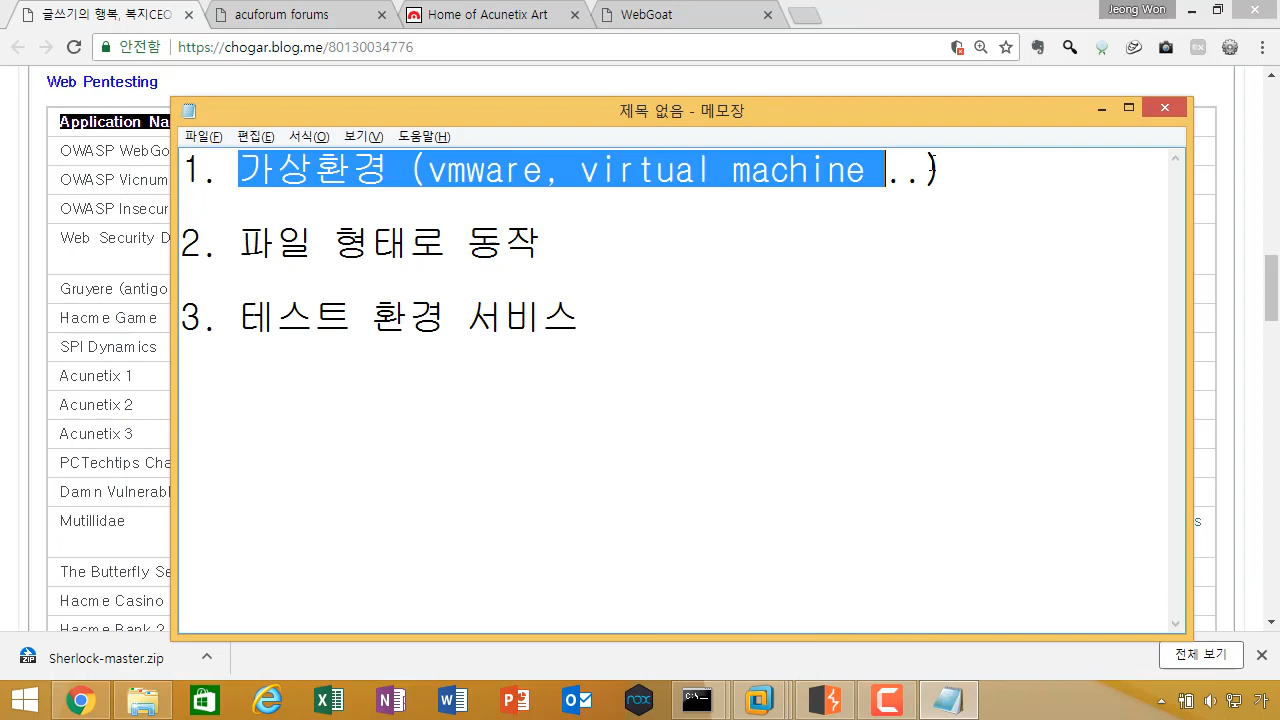 글쓰기의 행복, 복지CEO
acuforum forums
Home of Acunetix Art
WebGoat
Jeong Won
안전함
https://chogar.blog.me/80130034776
Web Pentesting
제목 없음 - 메모장
파일(F) 편집(E) 서식(O) 보기(V) 도움말(H)
1. 가상환경 (vmware, virtual machine ...)
2. 파일 형태로 동작
3. 테스트 환경 서비스
Application Na
OWASP WebGo
OWASP Vicnum
OWASP Insecur
Web Security D
Gruyere (antigo
Hacme Game
SPI Dynamics
Acunetix 1
Acunetix 2
Acunetix 3
PCTechtips Cha
Damn Vulnerabl
Mutillidae
The Butterfly Se
Hacme Casino
Hacme Bank 2
Sherlock-master.zip
전체 보기
가